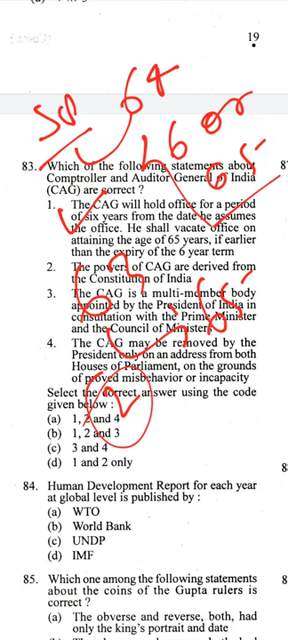 19
83. Which of the following statements about
Comptroller and Auditor General of India
(CAG) are correct ?
1. The CAG will hold office for a period
of six years from the date he assumes
the office. He shall vacate office on
attaining the age of 65 years, if earlier
than the expiry of the 6 year term
2. The powers of CAG are derived from
the Constitution of India
3. The CAG is a multi-member body
appointed by the President of India in
consultation with the Prime Minister
and the Council of Ministers
4. The CAG may be removed by the
President only on an address from both
Houses of Parliament, on the grounds
of proved misbehavior or incapacity
Select the correct answer using the code
given below :
(a) 1, 2 and 4
(b) 1, 2 and 3
(c) 3 and 4
(d) 1 and 2 only
84. Human Development Report for each year
at global level is published by :
(a) WTO
(b) World Bank
(c) UNDP
(d) IMF
85. Which one among the following statements
about the coins of the Gupta rulers is
correct ?
(a) The obverse and reverse, both, had
only the king's portrait and date